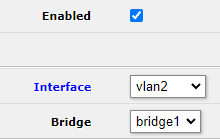 Enabled
Interface vlan2
Bridge bridge1